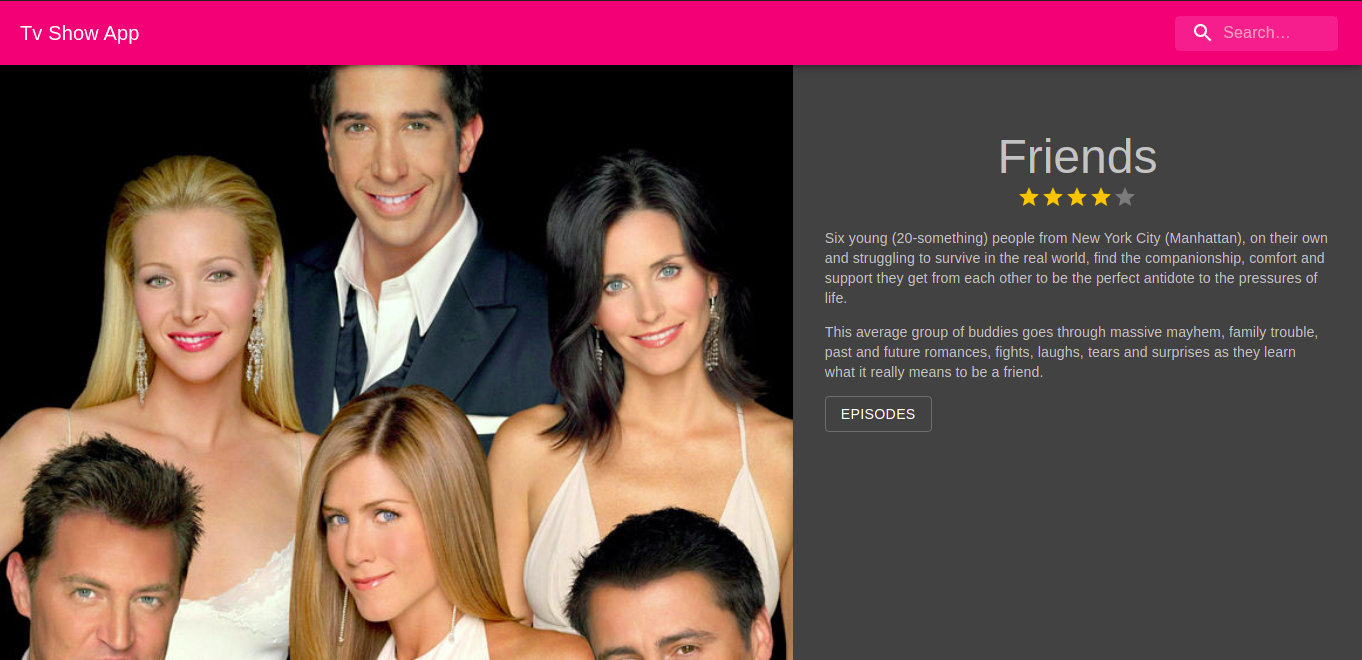 Tv Show App
Search…
Friends
Six young (20-something) people from New York City (Manhattan), on their own
and struggling to survive in the real world, find the companionship, comfort and
support they get from each other to be the perfect antidote to the pressures of
life.
This average group of buddies goes through massive mayhem, family trouble,
past and future romances, fights, laughs, tears and surprises as they learn
what it really means to be a friend.
EPISODES